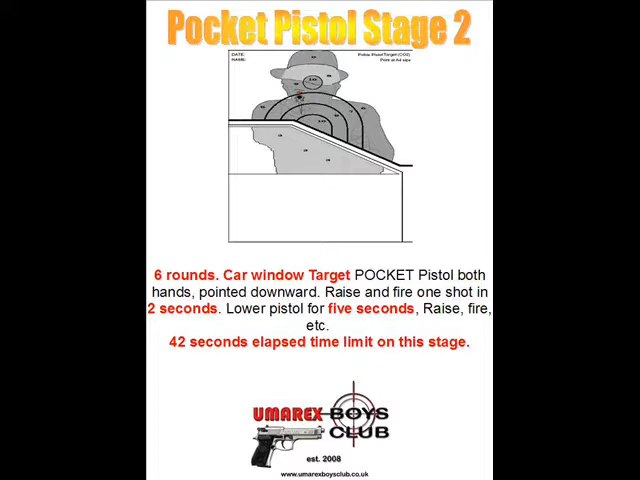 Pocket Pistol Stage 2
DATE:
NAME:
Police Pistol Target (CO2)
Print at A4 size
10
6 rounds. Car window Target POCKET Pistol both
hands, pointed downward. Raise and fire one shot in
2 seconds. Lower pistol for five seconds, Raise, fire,
etc.
42 seconds elapsed time limit on this stage.
UMAREX BOYS
CLUB
est. 2008
www.umarexboysclub.co.uk